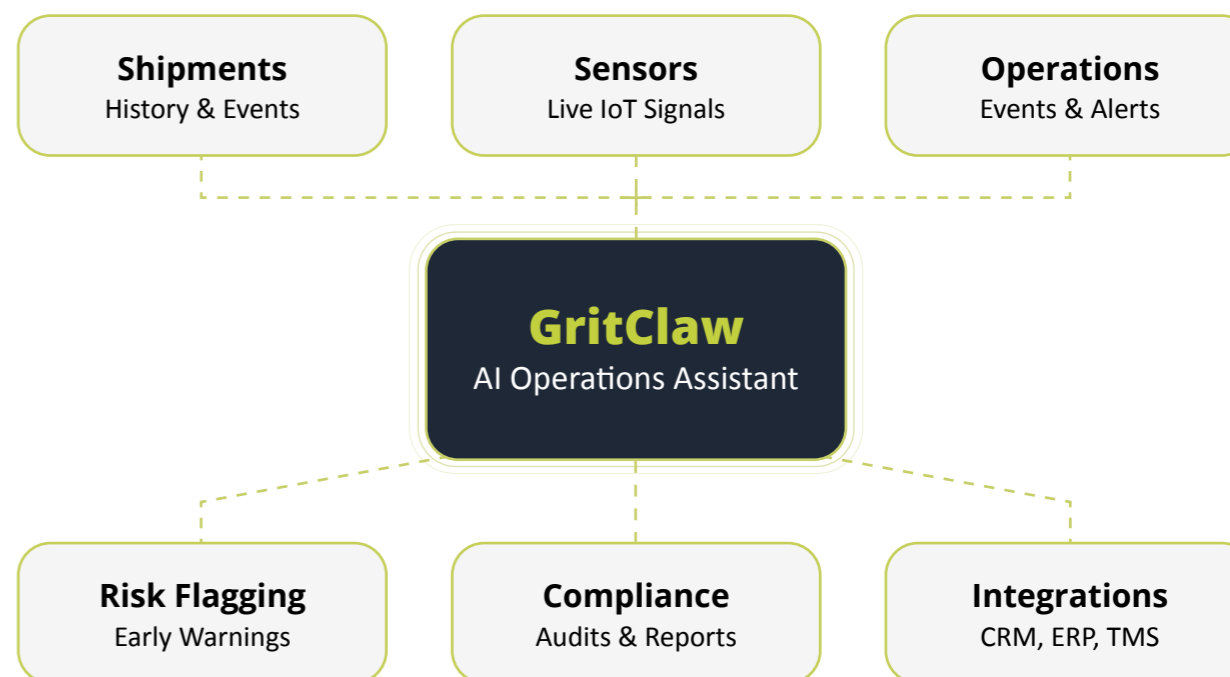 Shipments
History & Events
Sensors
Live IoT Signals
Operations
Events & Alerts
GritClaw
AI Operations Assistant
Risk Flagging
Early Warnings
Compliance
Audits & Reports
Integrations
CRM, ERP, TMS